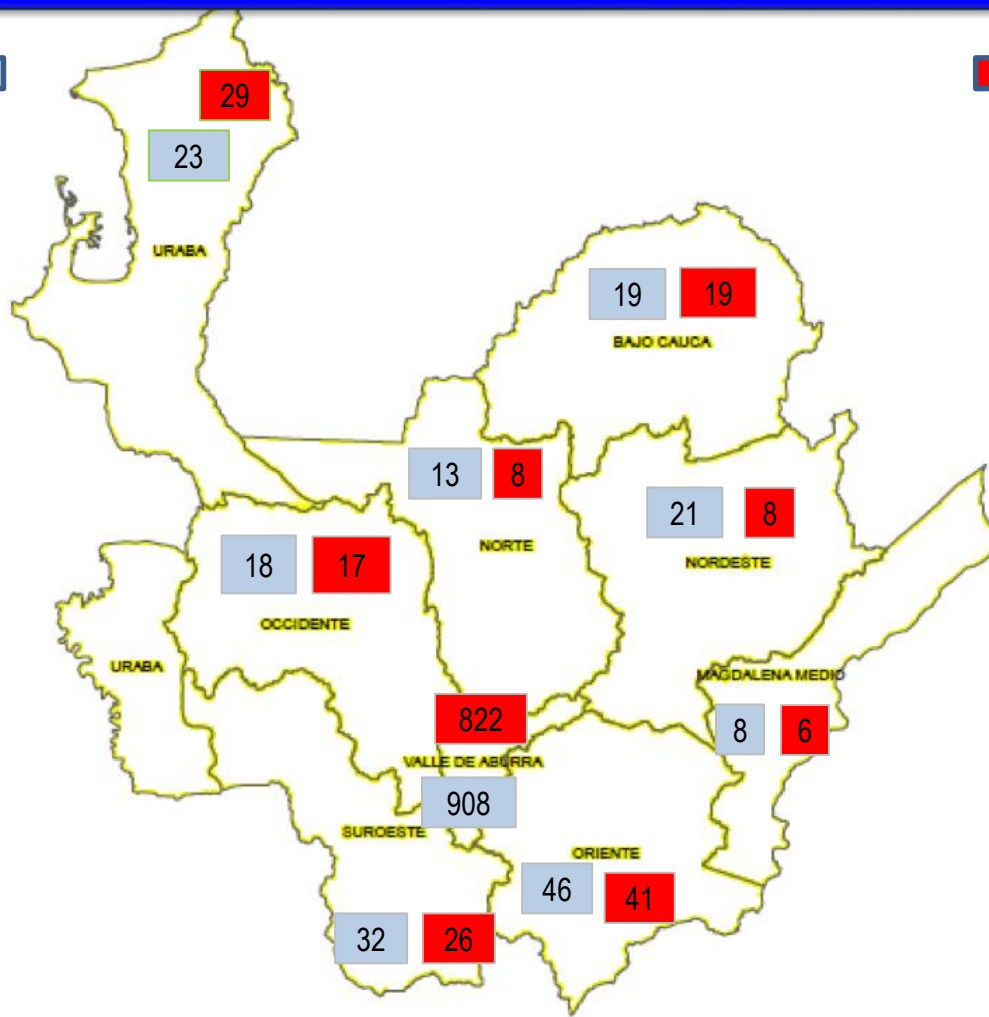 29
23
URABA
19 19
BAJO CAUCA
13 8
NORTE
21 8
NORDESTE
18 17
OCCIDENTE
URABA
MAGDALENA MEDIO
8 6
822
VALLE DE ABURRA
908
SUROESTE
ORIENTE
46 41
32 26